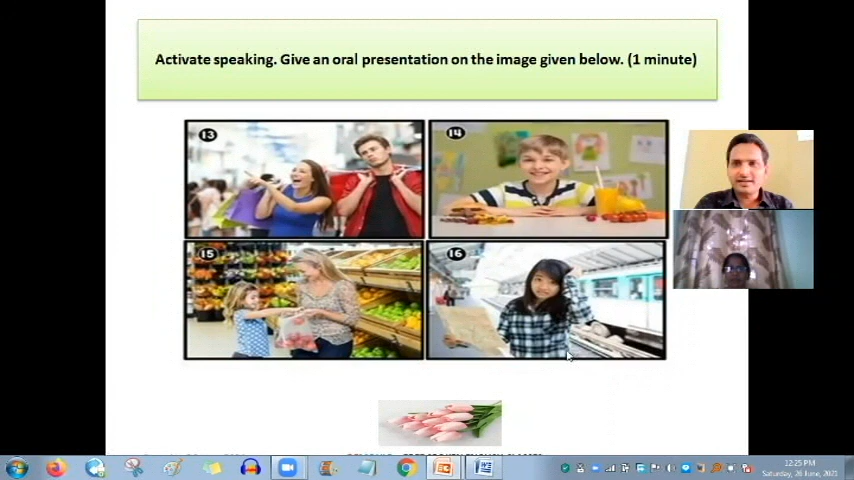 Activate speaking. Give an oral presentation on the image given below. (1 minute)
13
14
15
16
12:25 PM
Saturday, 26 June, 2021